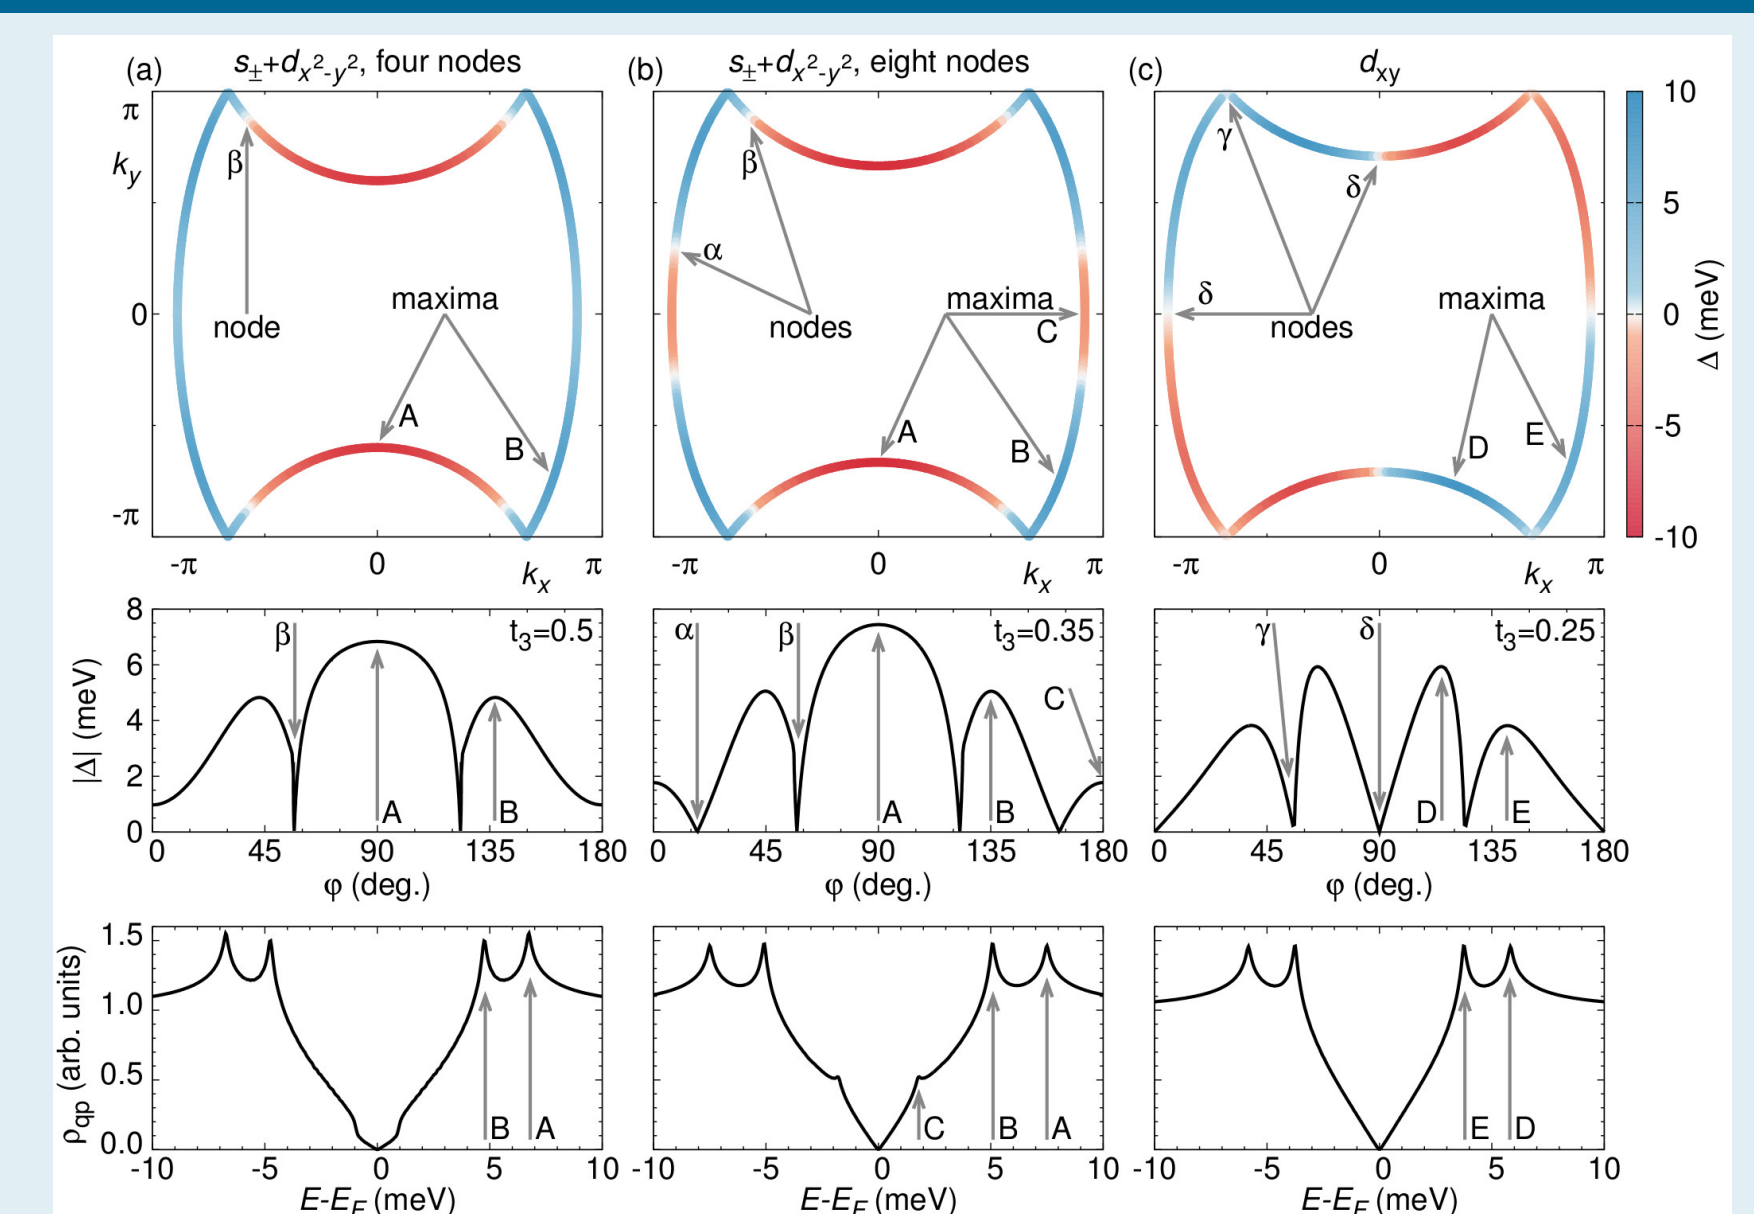 (a) s±+dx²-y², four nodes
π
ky
0
-π
β
node
maxima
A
B
-π 0 kx π
(b) s±+dx²-y², eight nodes
β
α
nodes
maxima
C
A
B
-π 0 kx π
(c) dxy
γ
δ
δ
nodes
maxima
D
E
-π 0 kx π
10
5
0
-5
-10
Δ (meV)
|Δ| (meV)
8
6
4
2
0
β
t3=0.5
A
B
0 45 90 135 180
φ (deg.)
α
β
t3=0.35
C
A
B
0 45 90 135 180
φ (deg.)
γ
δ
t3=0.25
D
E
0 45 90 135 180
φ (deg.)
ρqp (arb. units)
1.5
1.0
0.5
0.0
B
A
-10 -5 0 5 10
E-EF (meV)
C
B
A
-10 -5 0 5 10
E-EF (meV)
E
D
-10 -5 0 5 10
E-EF (meV)